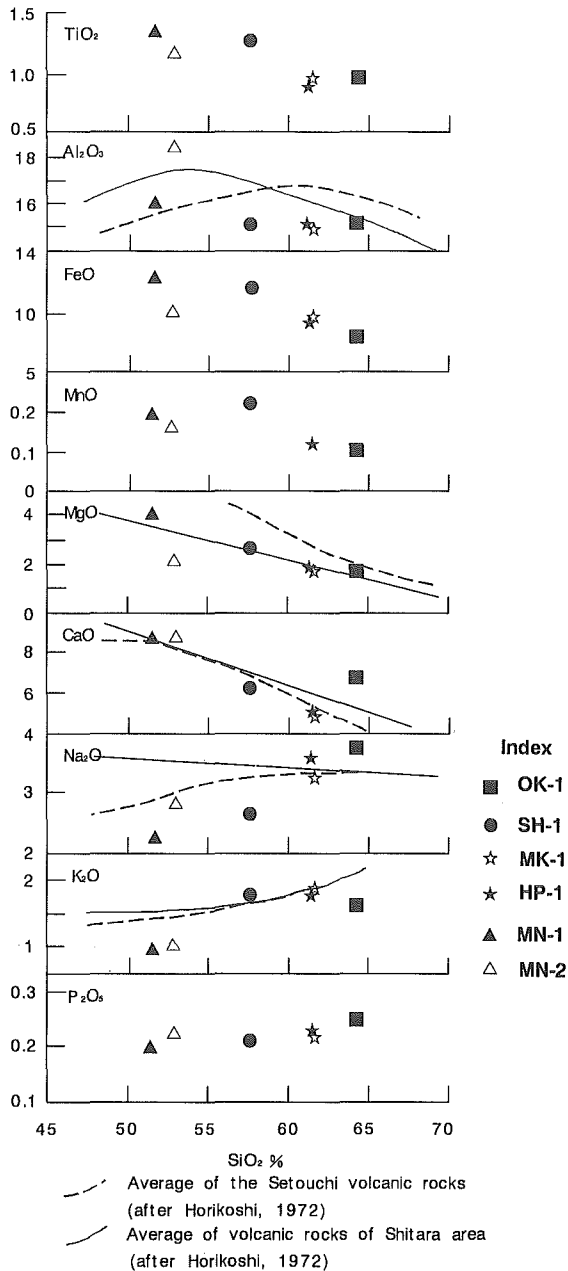 1.5
TiO₂
1.0
0.5
Al₂O₃
18
16
14
FeO
10
5
MnO
0.2
0.1
0
MgO
4
2
0
CaO
8
6
4
Na₂O
3
2
K₂O
2
1
0.3
P₂O₅
0.2
0.1
45 50 55 60 65 70
SiO₂ %
Index
OK-1
SH-1
MK-1
HP-1
MN-1
MN-2
Average of the Setouchi volcanic rocks
(after Horikoshi, 1972)
Average of volcanic rocks of Shitara area
(after Horikoshi, 1972)